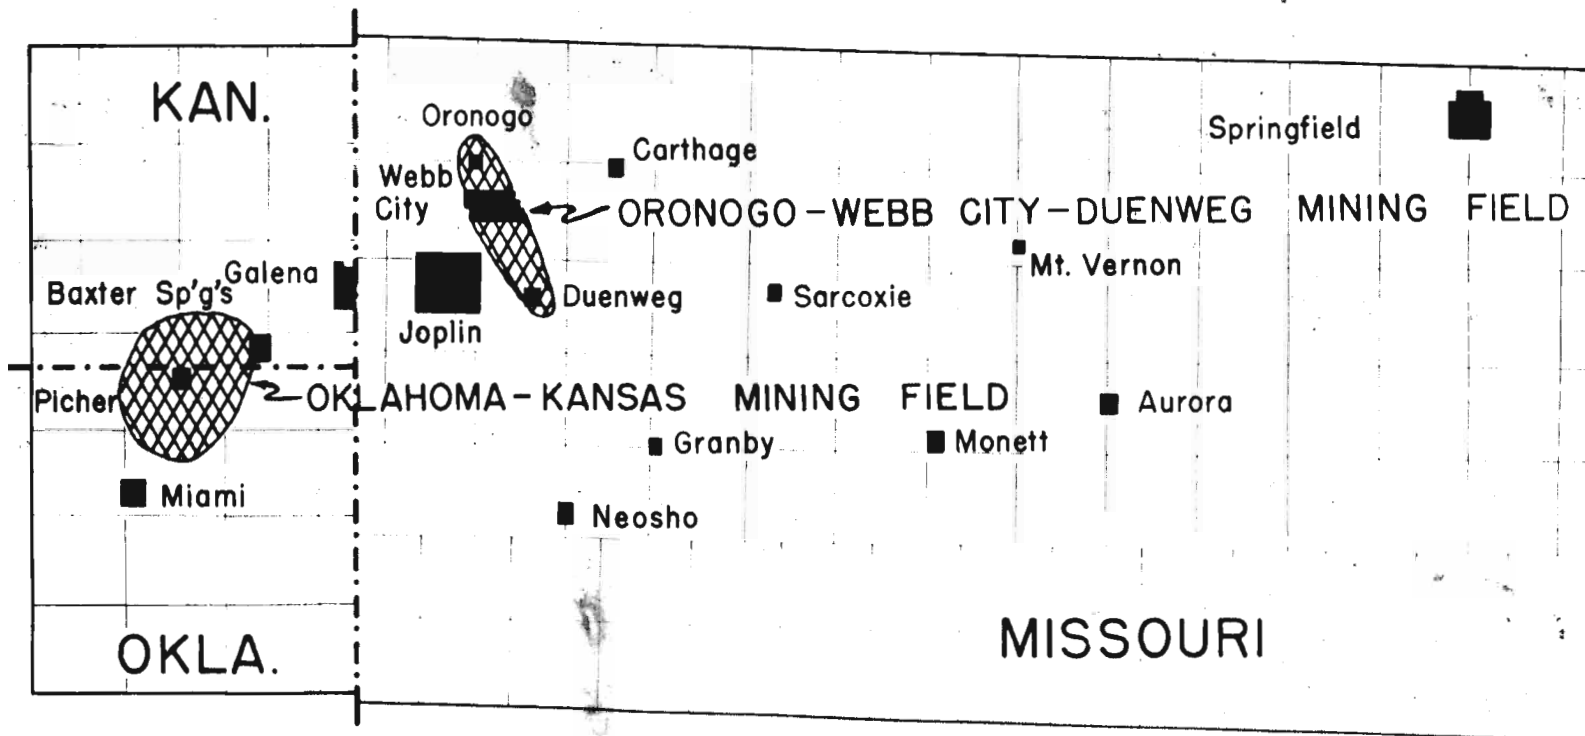 KAN.
Oronogo
Carthage
Springfield
Webb
City
ORONOGO-WEBB CITY-DUENWEG MINING FIELD
Mt. Vernon
Galena
Baxter Sp'g's
Duenweg
Sarcoxie
Joplin
Picher
OKLAHOMA-KANSAS MINING FIELD
Aurora
Granby
Monett
Miami
Neosho
OKLA.
MISSOURI